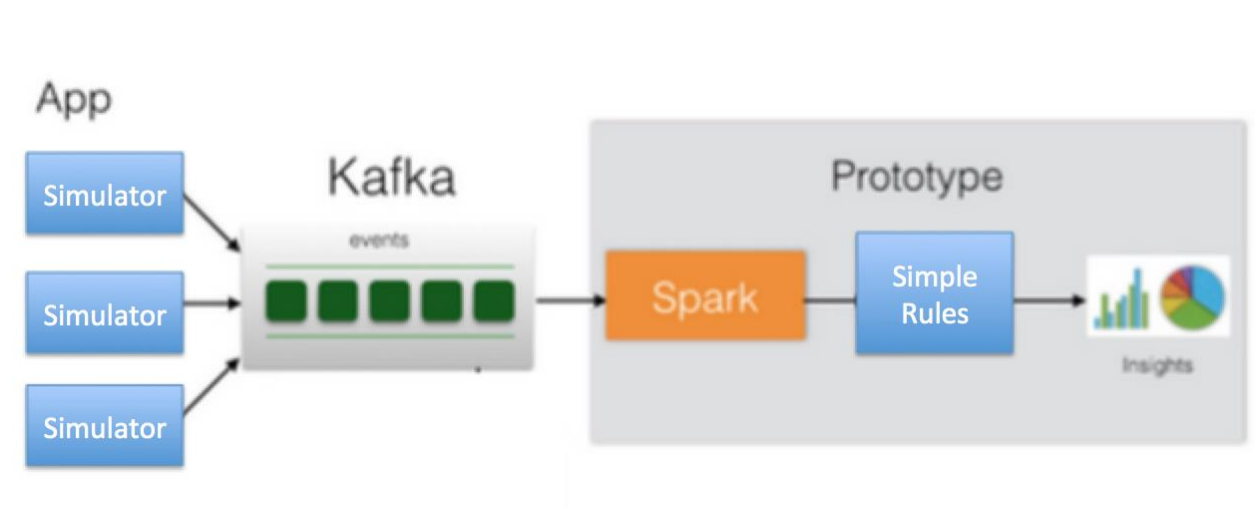 App
Simulator
Simulator
Simulator
Kafka
events
Prototype
Spark
Simple
Rules
Insights